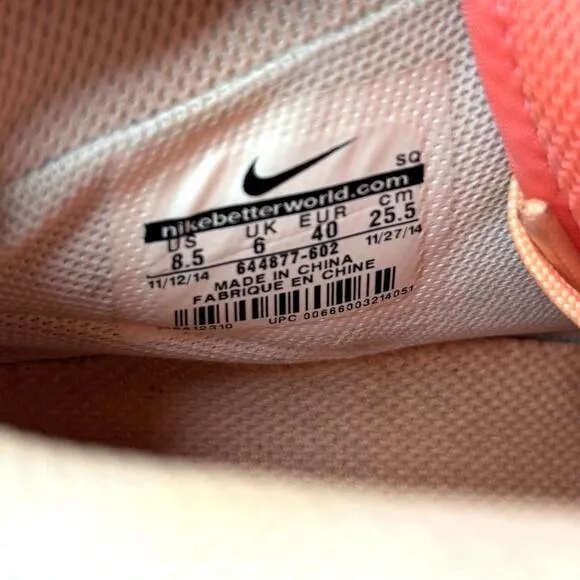 SQ
nikebetterworld.com
US UK EUR cm
8.5 6 40 25.5
11/12/14 644877-602 11/27/14
MADE IN CHINA
FABRIQUE EN CHINE
UPC 00666003214051